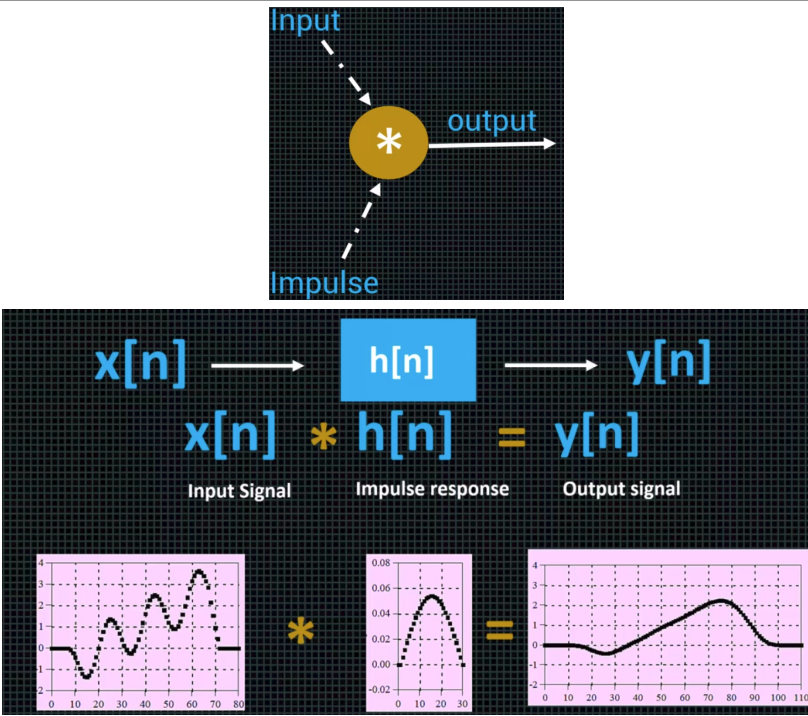 Input
*
output
Impulse
x[n] h[n] y[n]
x[n] * h[n] = y[n]
Input Signal Impulse response Output signal
* =
4
3
2
1
0
-1
-2
0 10 20 30 40 50 60 70 80
0.08
0.06
0.04
0.02
0.00
-0.02
0 10 20 30
4
3
2
1
0
-1
-2
0 10 20 30 40 50 60 70 80 90 100 110